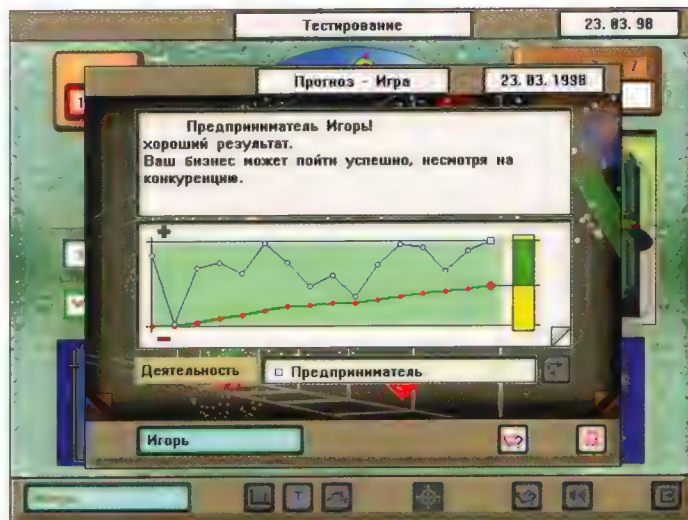 Тестирование
23. 03. 98
Прогноз - Игра
23. 03. 1998
Предприниматель Игорь!
хороший результат.
Ваш бизнес может пойти успешно, несмотря на
конкуренцию.
Деятельность
Предприниматель
Игорь
T